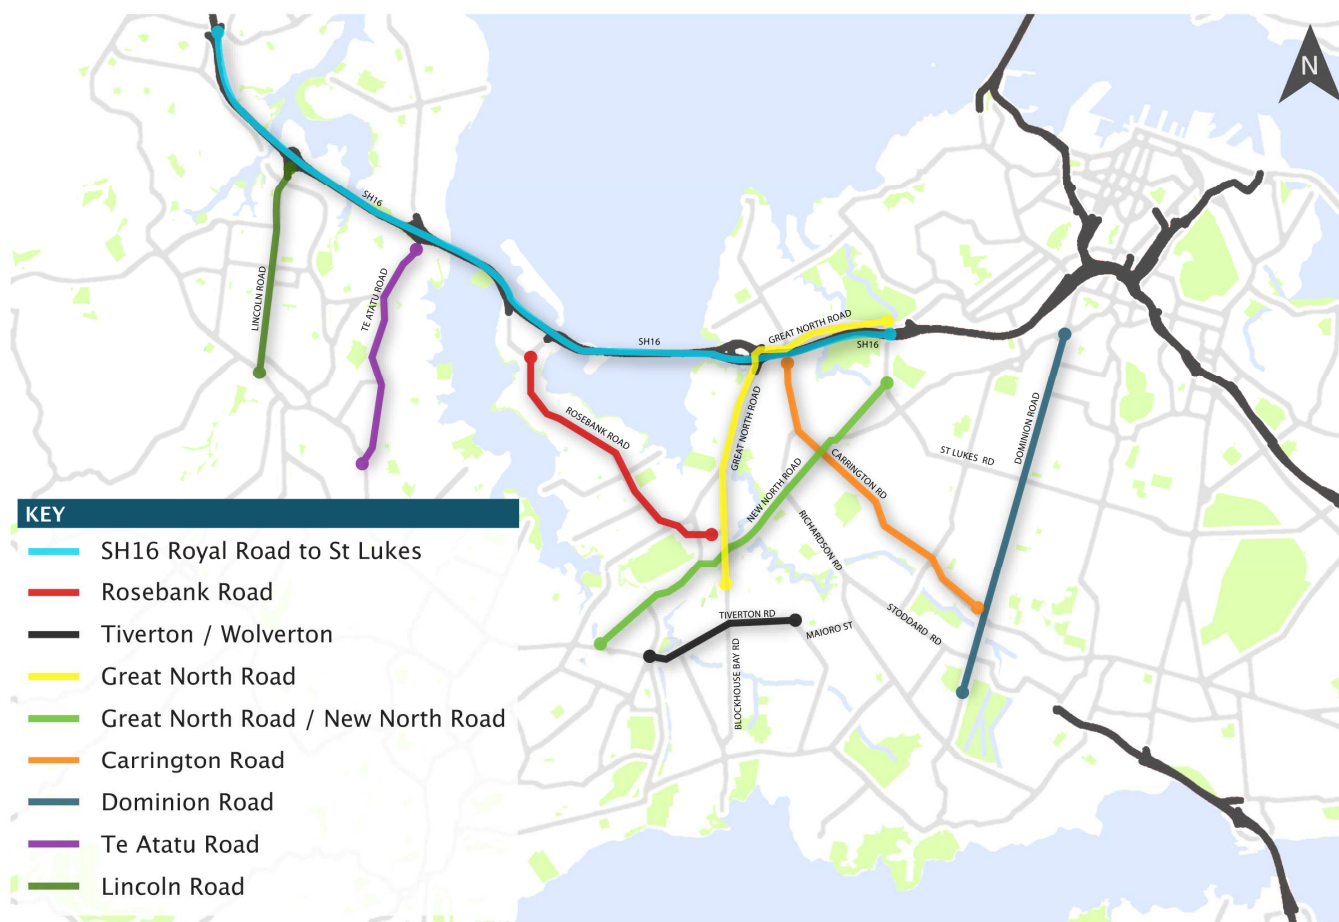 N
SH16
LINCOLN ROAD
TE ATATU ROAD
SH16
GREAT NORTH ROAD
SH16
ROSEBANK ROAD
GREAT NORTH ROAD
DOMINION ROAD
ST LUKES  RD
CARRINGTON RD
NEW NORTH ROAD
RICHARDSON RD
STODDARD  RD
TIVERTON RD
MAIORO ST
BLOCKHOUSE BAY RD
KEY
SH16 Royal Road to St Lukes
Rosebank Road
Tiverton / Wolverton
Great North Road
Great North Road / New North Road
Carrington Road
Dominion Road
Te Atatu Road
Lincoln Road